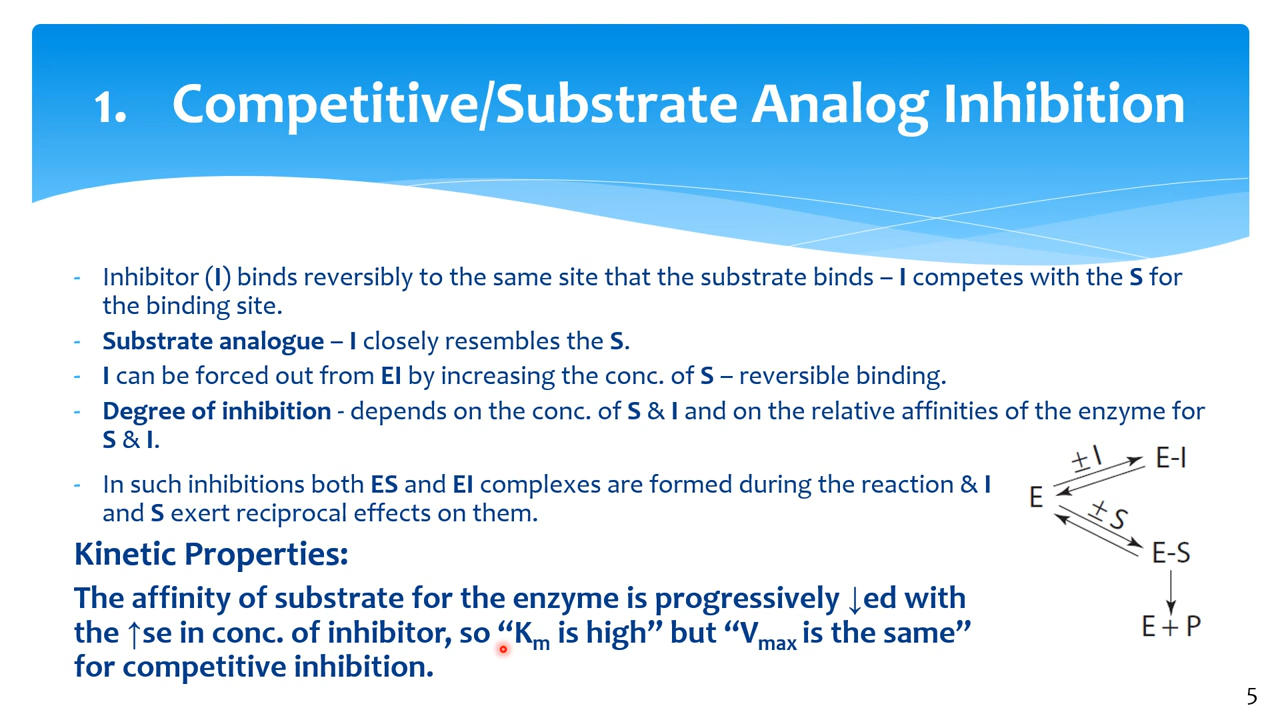 1. Competitive/Substrate Analog Inhibition
- Inhibitor (I) binds reversibly to the same site that the substrate binds – I competes with the S for
the binding site.
- Substrate analogue – I closely resembles the S.
- I can be forced out from EI by increasing the conc. of S – reversible binding.
- Degree of inhibition - depends on the conc. of S & I and on the relative affinities of the enzyme for
S & I.
- In such inhibitions both ES and EI complexes are formed during the reaction & I
and S exert reciprocal effects on them.
Kinetic Properties:
The affinity of substrate for the enzyme is progressively ↓ed with
the ↑se in conc. of inhibitor, so “Km is high” but “Vmax is the same”
for competitive inhibition.
± I
E-I
E
± S
E-S
E + P
5